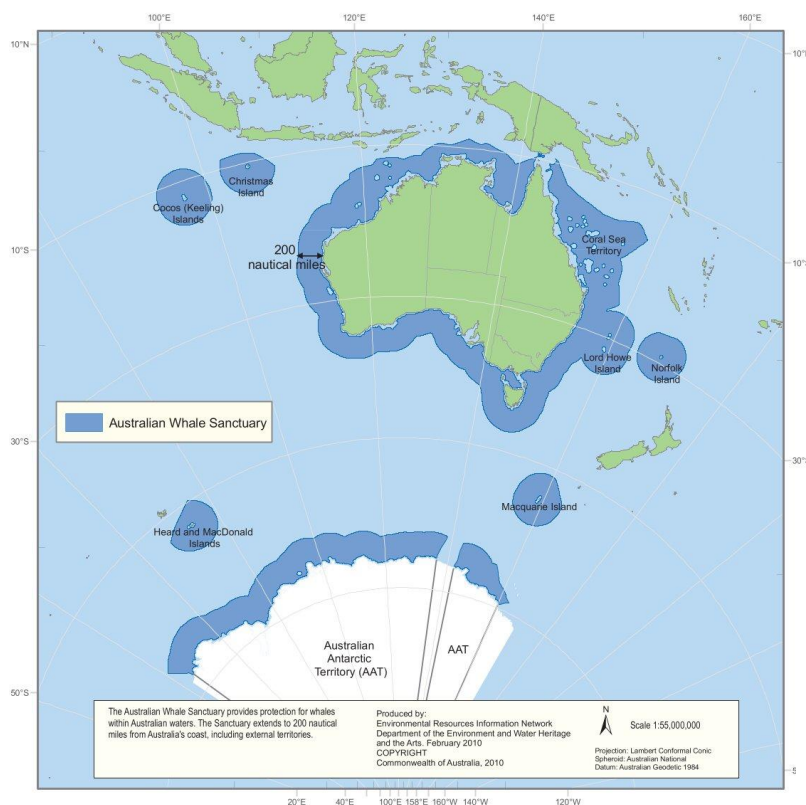 100°E
120°E
140°E
160°E
10°N
10°
Christmas
Island
Cocos (Keeling)
Islands
Coral Sea
Territory
200
nautical miles
10°S
10°
Lord Howe
Island
Norfolk
Island
Australian Whale Sanctuary
30°S
30°
Macquarie Island
Heard and MacDonald
Islands
Australian
Antarctic
Territory (AAT)
AAT
50°S
The Australian Whale Sanctuary provides protection for whales
within Australian waters. The Sanctuary extends to 200 nautical
miles from Australia's coast, including external territories.
Produced by:
Environmental Resources Information Network
Department of the Environment and Water Heritage
and the Arts. February 2010
COPYRIGHT
Commonwealth of Australia, 2010
N
Scale 1:55,000,000
Projection: Lambert Conformal Conic
Spheroid: Australian National
Datum: Australian Geodetic 1984
5
20°E
40°E
100°E
158°E
160°W
140°W
120°W